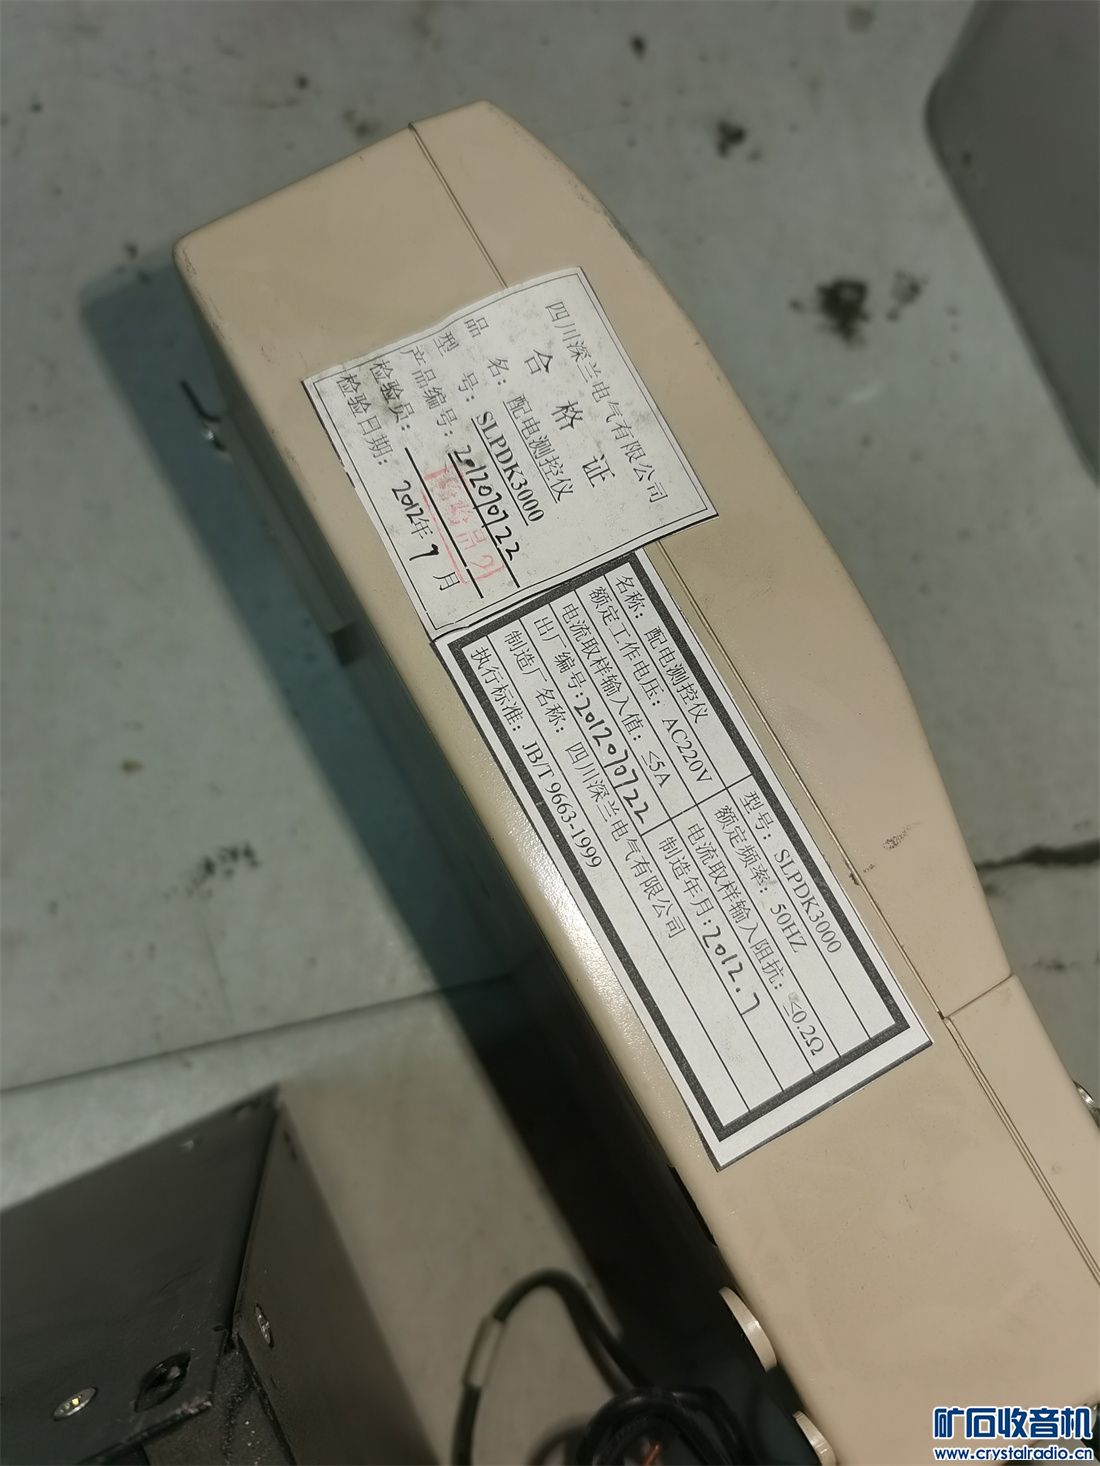 四川深兰电气有限公司
合格证
品名：配电测控仪
型号：SLPDK3000
产品编号：2012070722
检验员：
检验日期：2012年7月
名称：配电测控仪 型号：SLPDK3000
额定工作电压：AC220V 额定频率：50HZ
电流取样输入值：≤5A 电流取样输入阻抗：≤0.2Ω
出厂编号：2012070722 制造年月：2012.7
制造厂名称：四川深兰电气有限公司
执行标准：JB/T 9663-1999
矿石收音机
www.crystalradio.cn